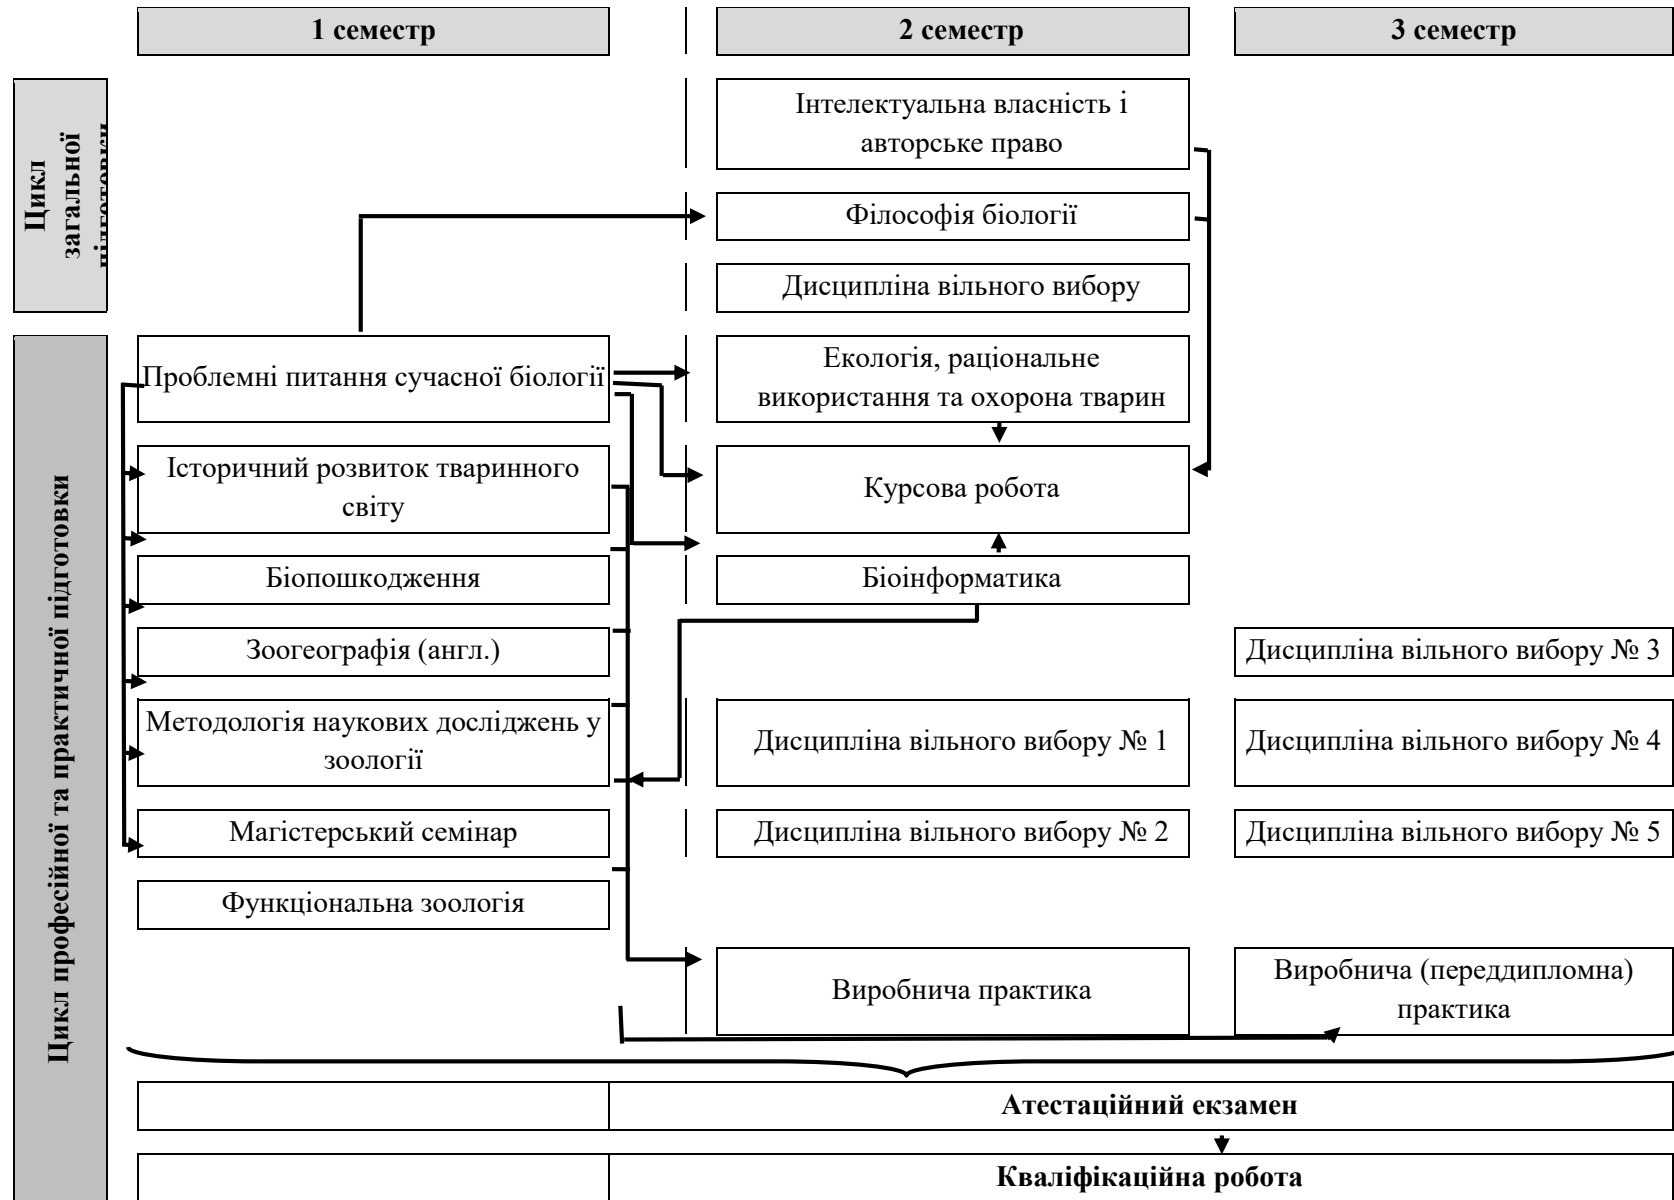 1 семестр
2 семестр
3 семестр
Цикл
загальної
підготовки
Інтелектуальна власність і
авторське право
Філософія біології
Дисципліна вільного вибору
Цикл професійної та практичної підготовки
Проблемні питання сучасної біології
Екологія, раціональне
використання та охорона тварин
Історичний розвиток тваринного
світу
Курсова робота
Біопошкодження
Біоінформатика
Зоогеографія (англ.)
Дисципліна вільного вибору № 3
Методологія наукових досліджень у
зоології
Дисципліна вільного вибору № 1
Дисципліна вільного вибору № 4
Магістерський семінар
Дисципліна вільного вибору № 2
Дисципліна вільного вибору № 5
Функціональна зоологія
Виробнича практика
Виробнича (переддипломна)
практика
Атестаційний екзамен
Кваліфікаційна робота